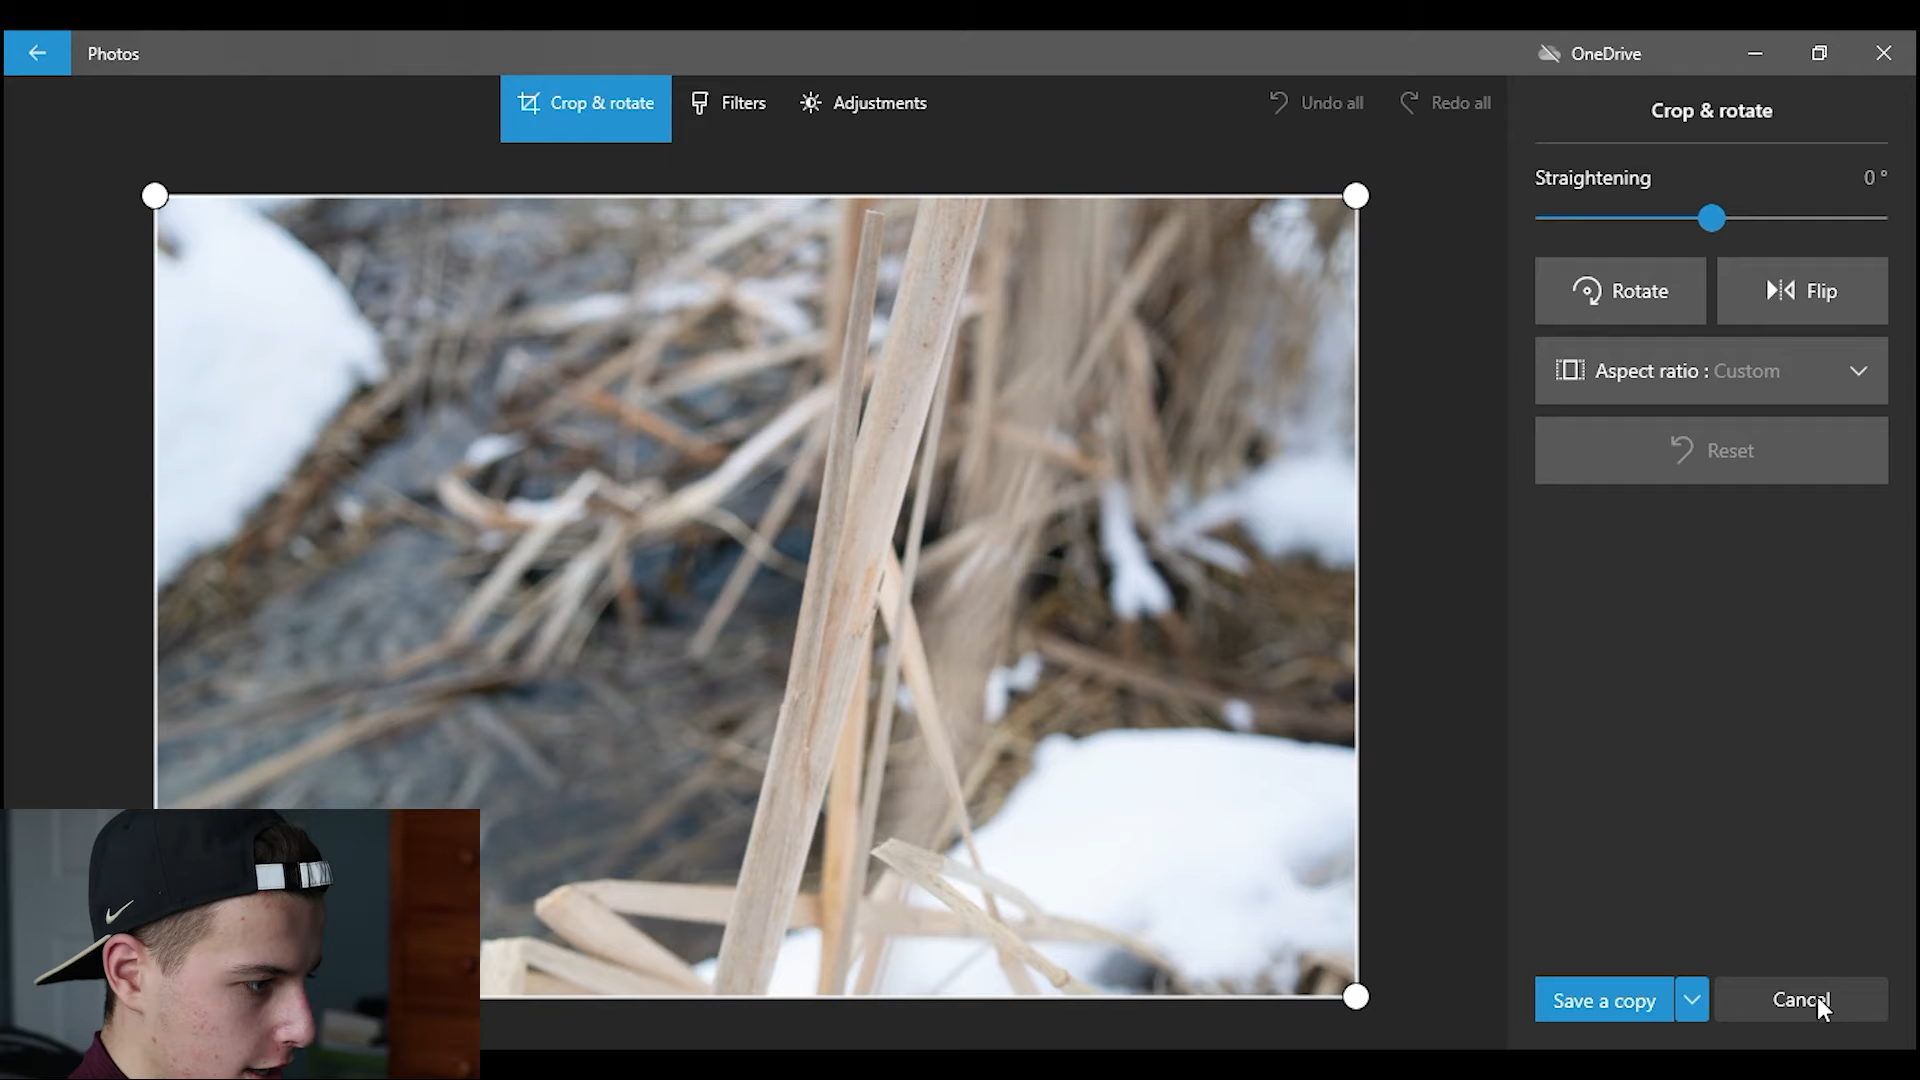 Photos
OneDrive
Crop & rotate
Filters
Adjustments
Undo all
Redo all
Crop & rotate
Straightening
0 °
Rotate
Flip
Aspect ratio : Custom
Reset
Save a copy
Cancel